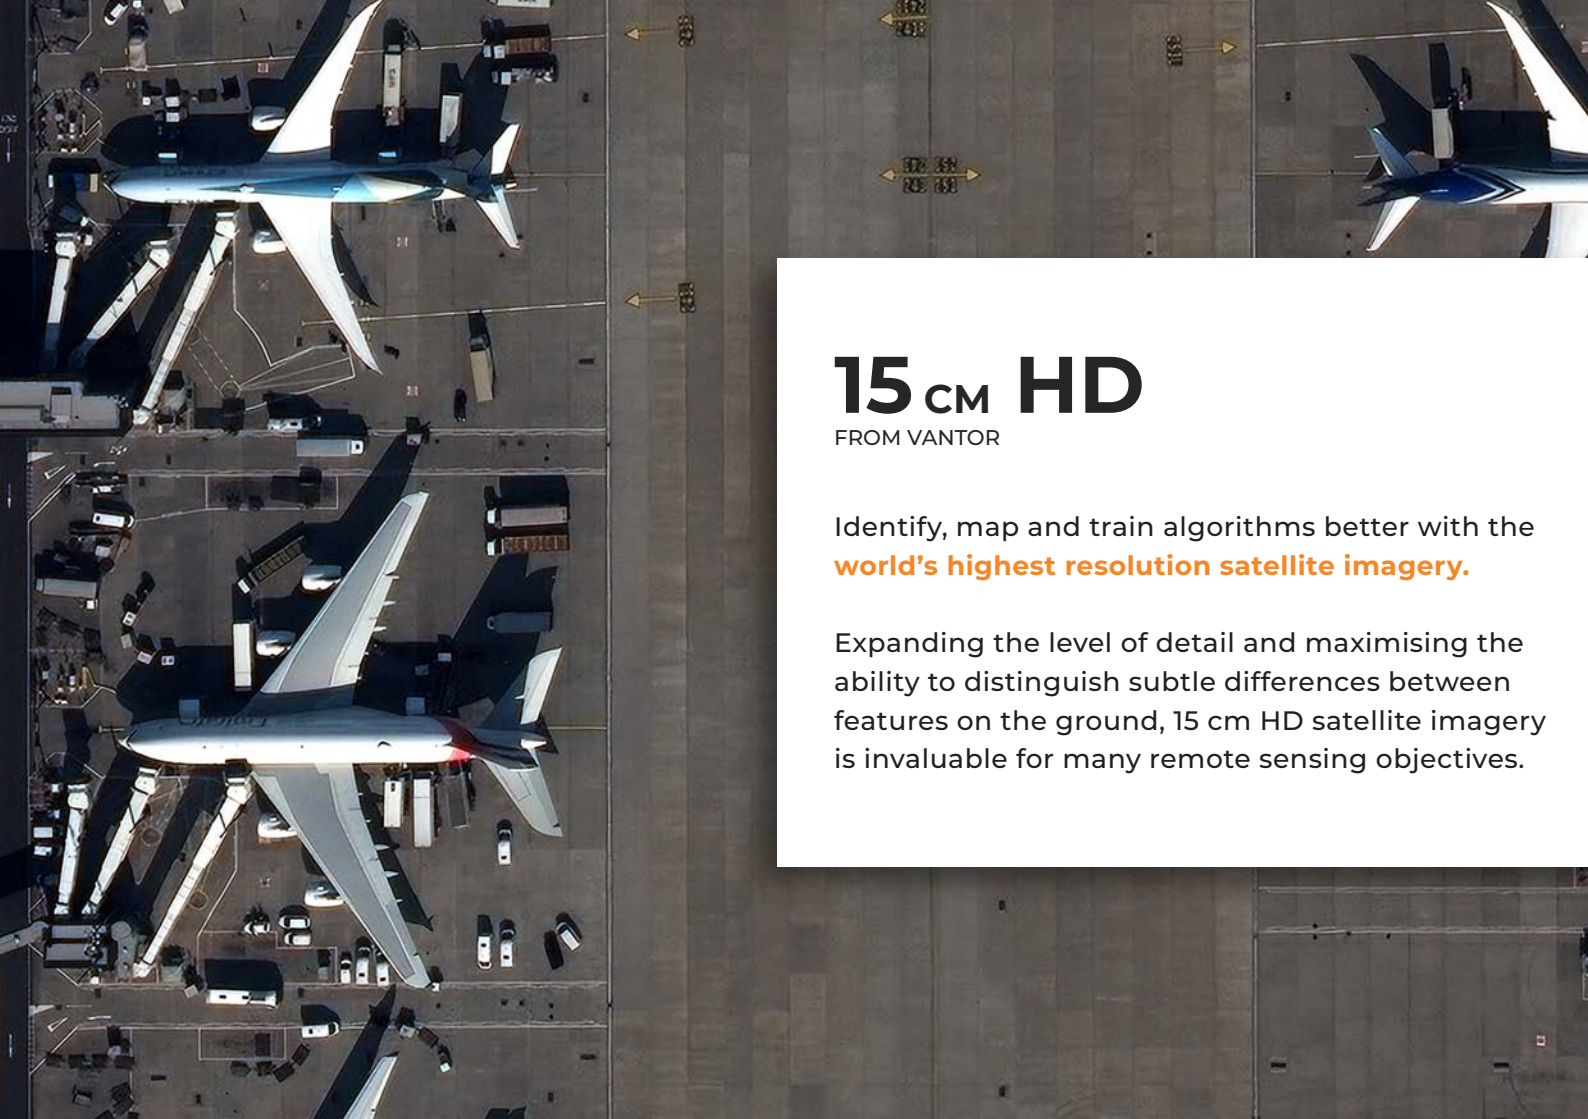 15 CM HD
FROM VANTOR
Identify, map and train algorithms better with the
world’s highest resolution satellite imagery.
Expanding the level of detail and maximising the
ability to distinguish subtle differences between
features on the ground, 15 cm HD satellite imagery
is invaluable for many remote sensing objectives.